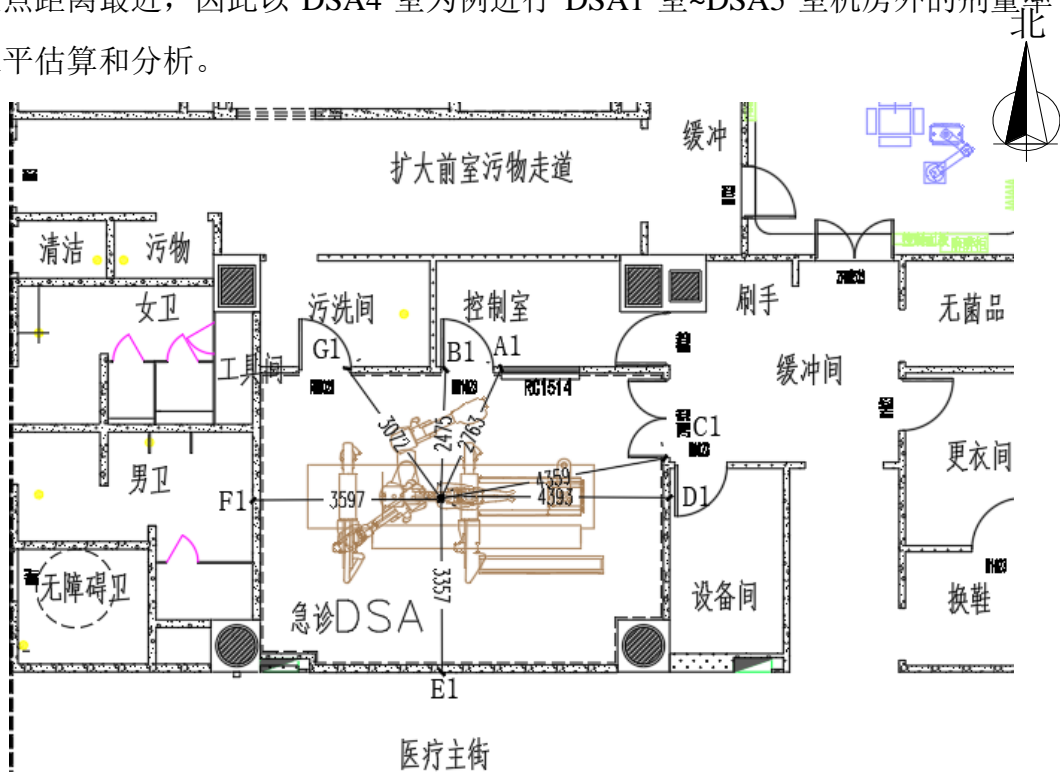 点距离最近，因此以 DSA4 室为例进行 DSA1 室~DSA5 室机房外的剂量率
平估算和分析。
北
缓冲
扩大前室污物走道
清洁
污物
女卫
污洗间
控制室
刷手
无菌品
工具间
G1
B1
A1
RC1514
缓冲间
3072
2475
2763
C1
男卫
更衣间
4359
F1
3597
4393
D1
3357
无障碍卫
急诊DSA
设备间
换鞋
E1
医疗主街